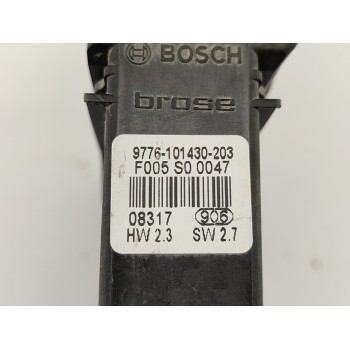 BOSCH
brose
9776-101430-203
F005 S0 0047
08317 906
HW 2.3 SW 2.7